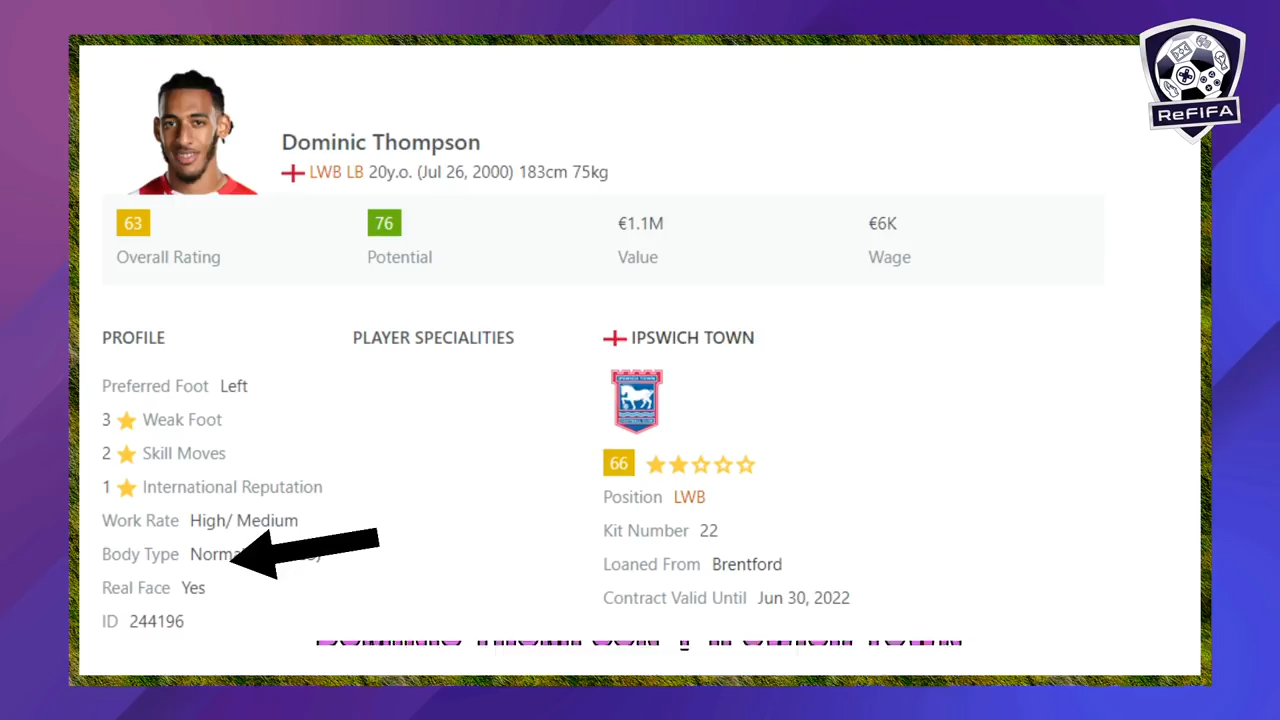 ReFIFA
Dominic Thompson
LWB LB 20y.o. (Jul 26, 2000) 183cm 75kg
63
76
€1.1M
€6K
Overall Rating
Potential
Value
Wage
PROFILE
PLAYER SPECIALITIES
IPSWICH TOWN
Preferred Foot Left
3 Weak Foot
2 Skill Moves
1 International Reputation
Work Rate High/ Medium
Body Type
Real Face Yes
ID 244196
IPSWICH TOWN
66
Position LWB
Kit Number 22
Loaned From Brentford
Contract Valid Until Jun 30, 2022